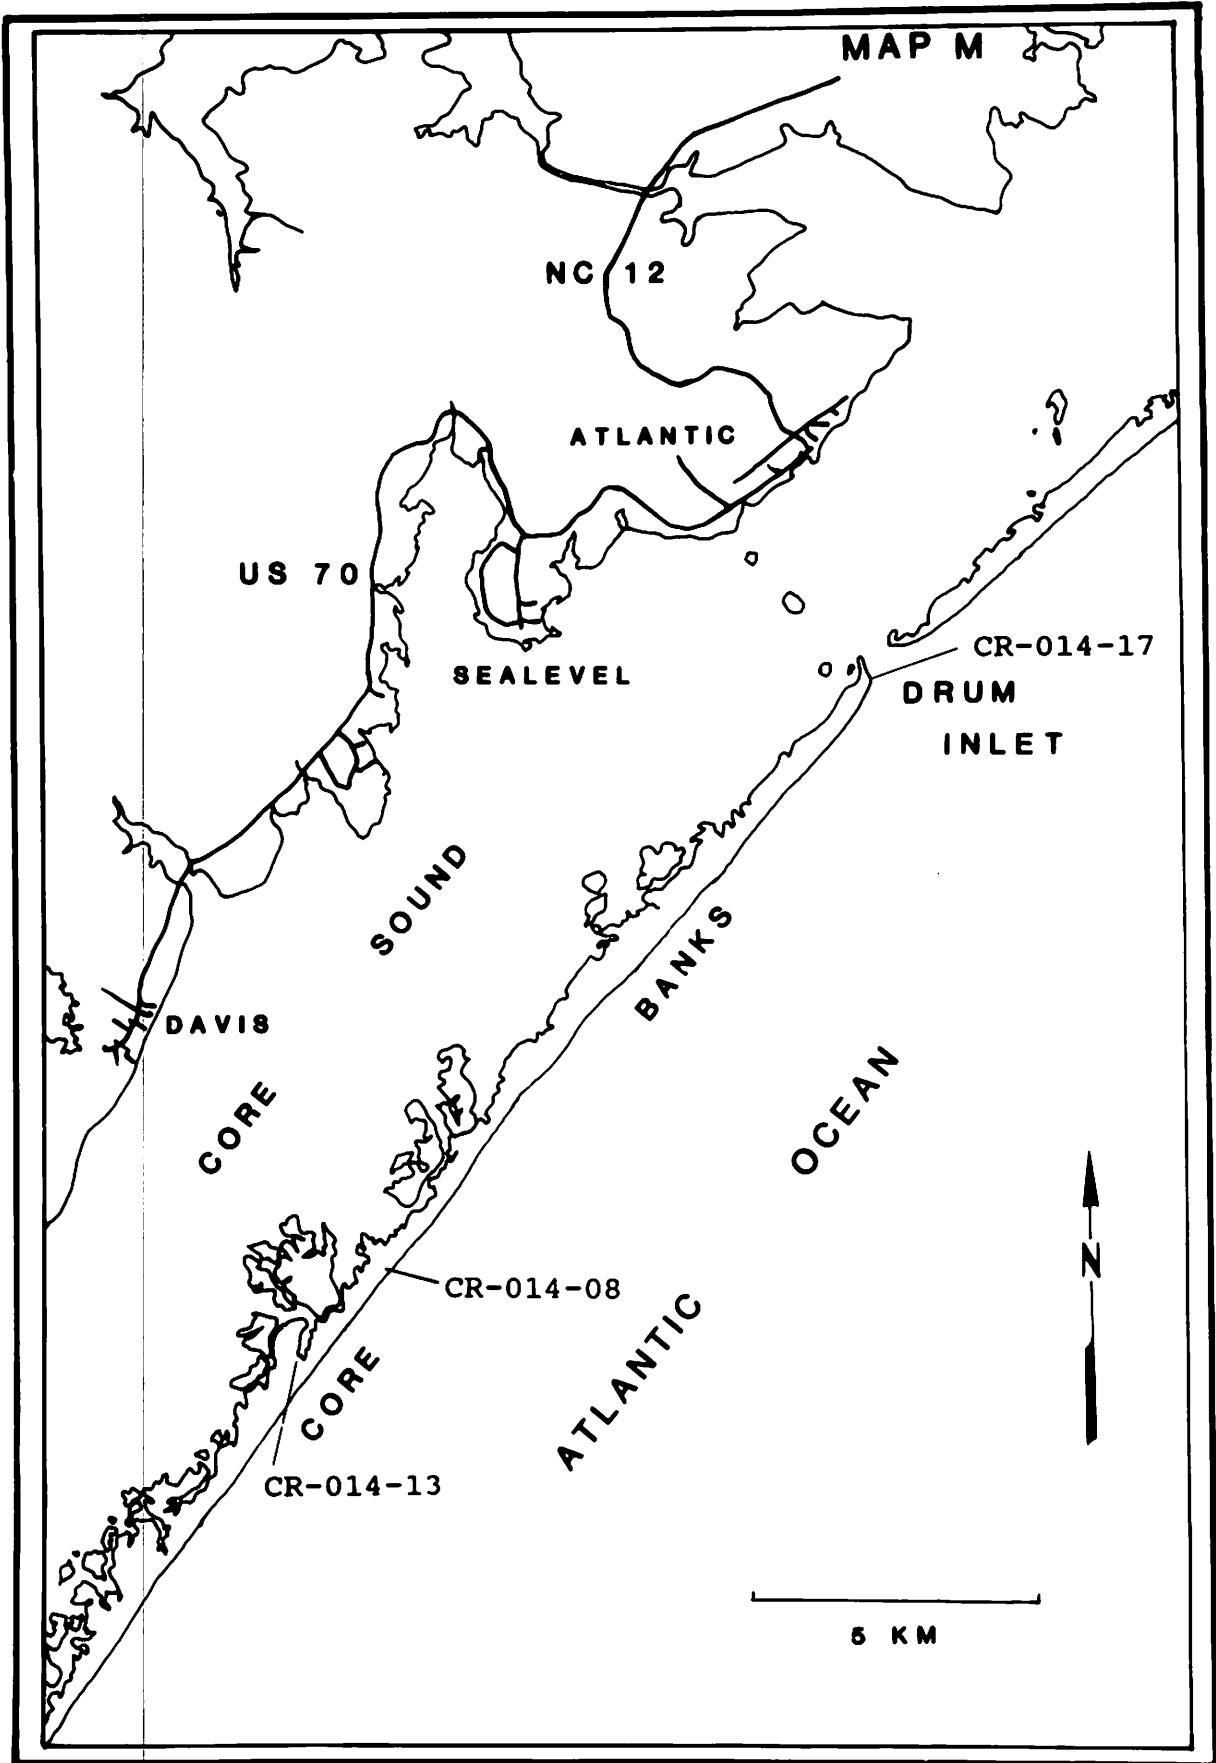 MAP M
NC 12
ATLANTIC
US 70
SEALEVEL
CR-014-17
DRUM
INLET
SOUND
BANKS
DAVIS
CORE
OCEAN
N
CR-014-08
ATLANTIC
CORE
CR-014-13
5 KM